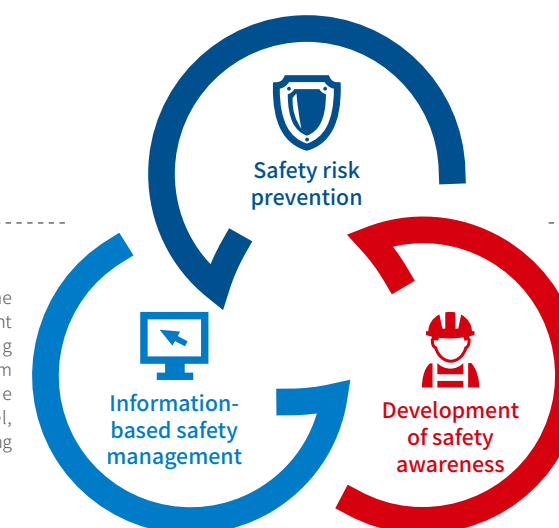 Safety risk
prevention
Information-
based safety
management
Development
of safety
awareness